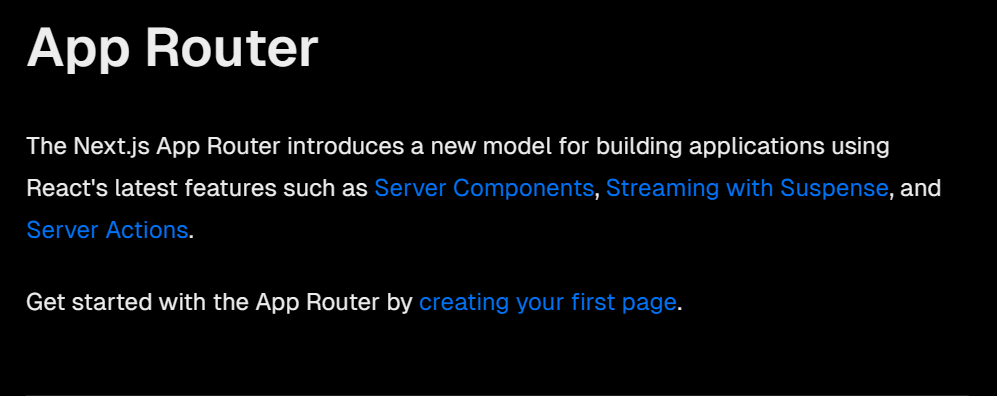 App Router
The Next.js App Router introduces a new model for building applications using
React's latest features such as Server Components, Streaming with Suspense, and
Server Actions.
Get started with the App Router by creating your first page.